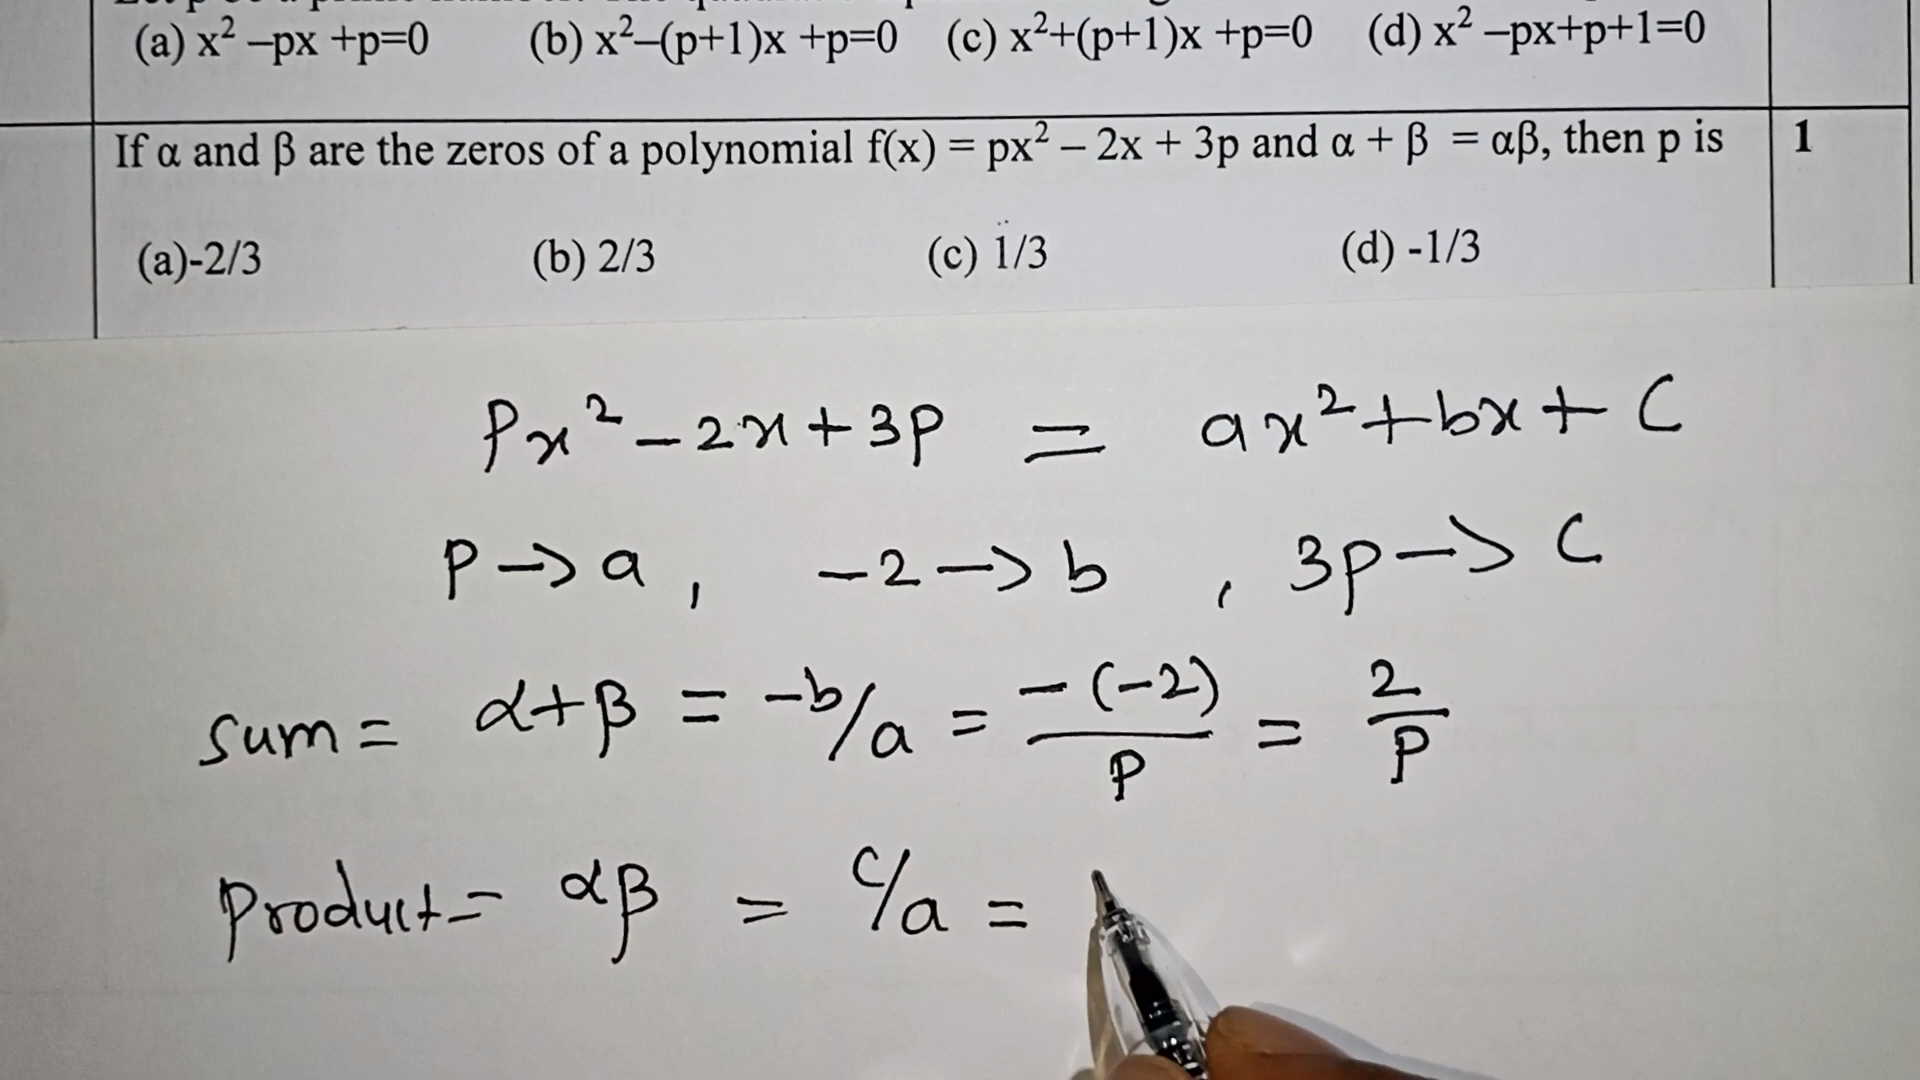 (a) x² –px +p=0 (b) x²–(p+1)x +p=0 (c) x²+(p+1)x +p=0 (d) x² –px+p+1=0
If α and β are the zeros of a polynomial f(x) = px² – 2x + 3p and α + β = αβ, then p is 1
(a)-2/3 (b) 2/3 (c) 1/3 (d) -1/3
Px² - 2x + 3p = ax² + bx + c
P -> a , -2 -> b , 3p -> c
sum = α+β = -b/a = -(-2)/P = 2/P
product = αβ = c/a =